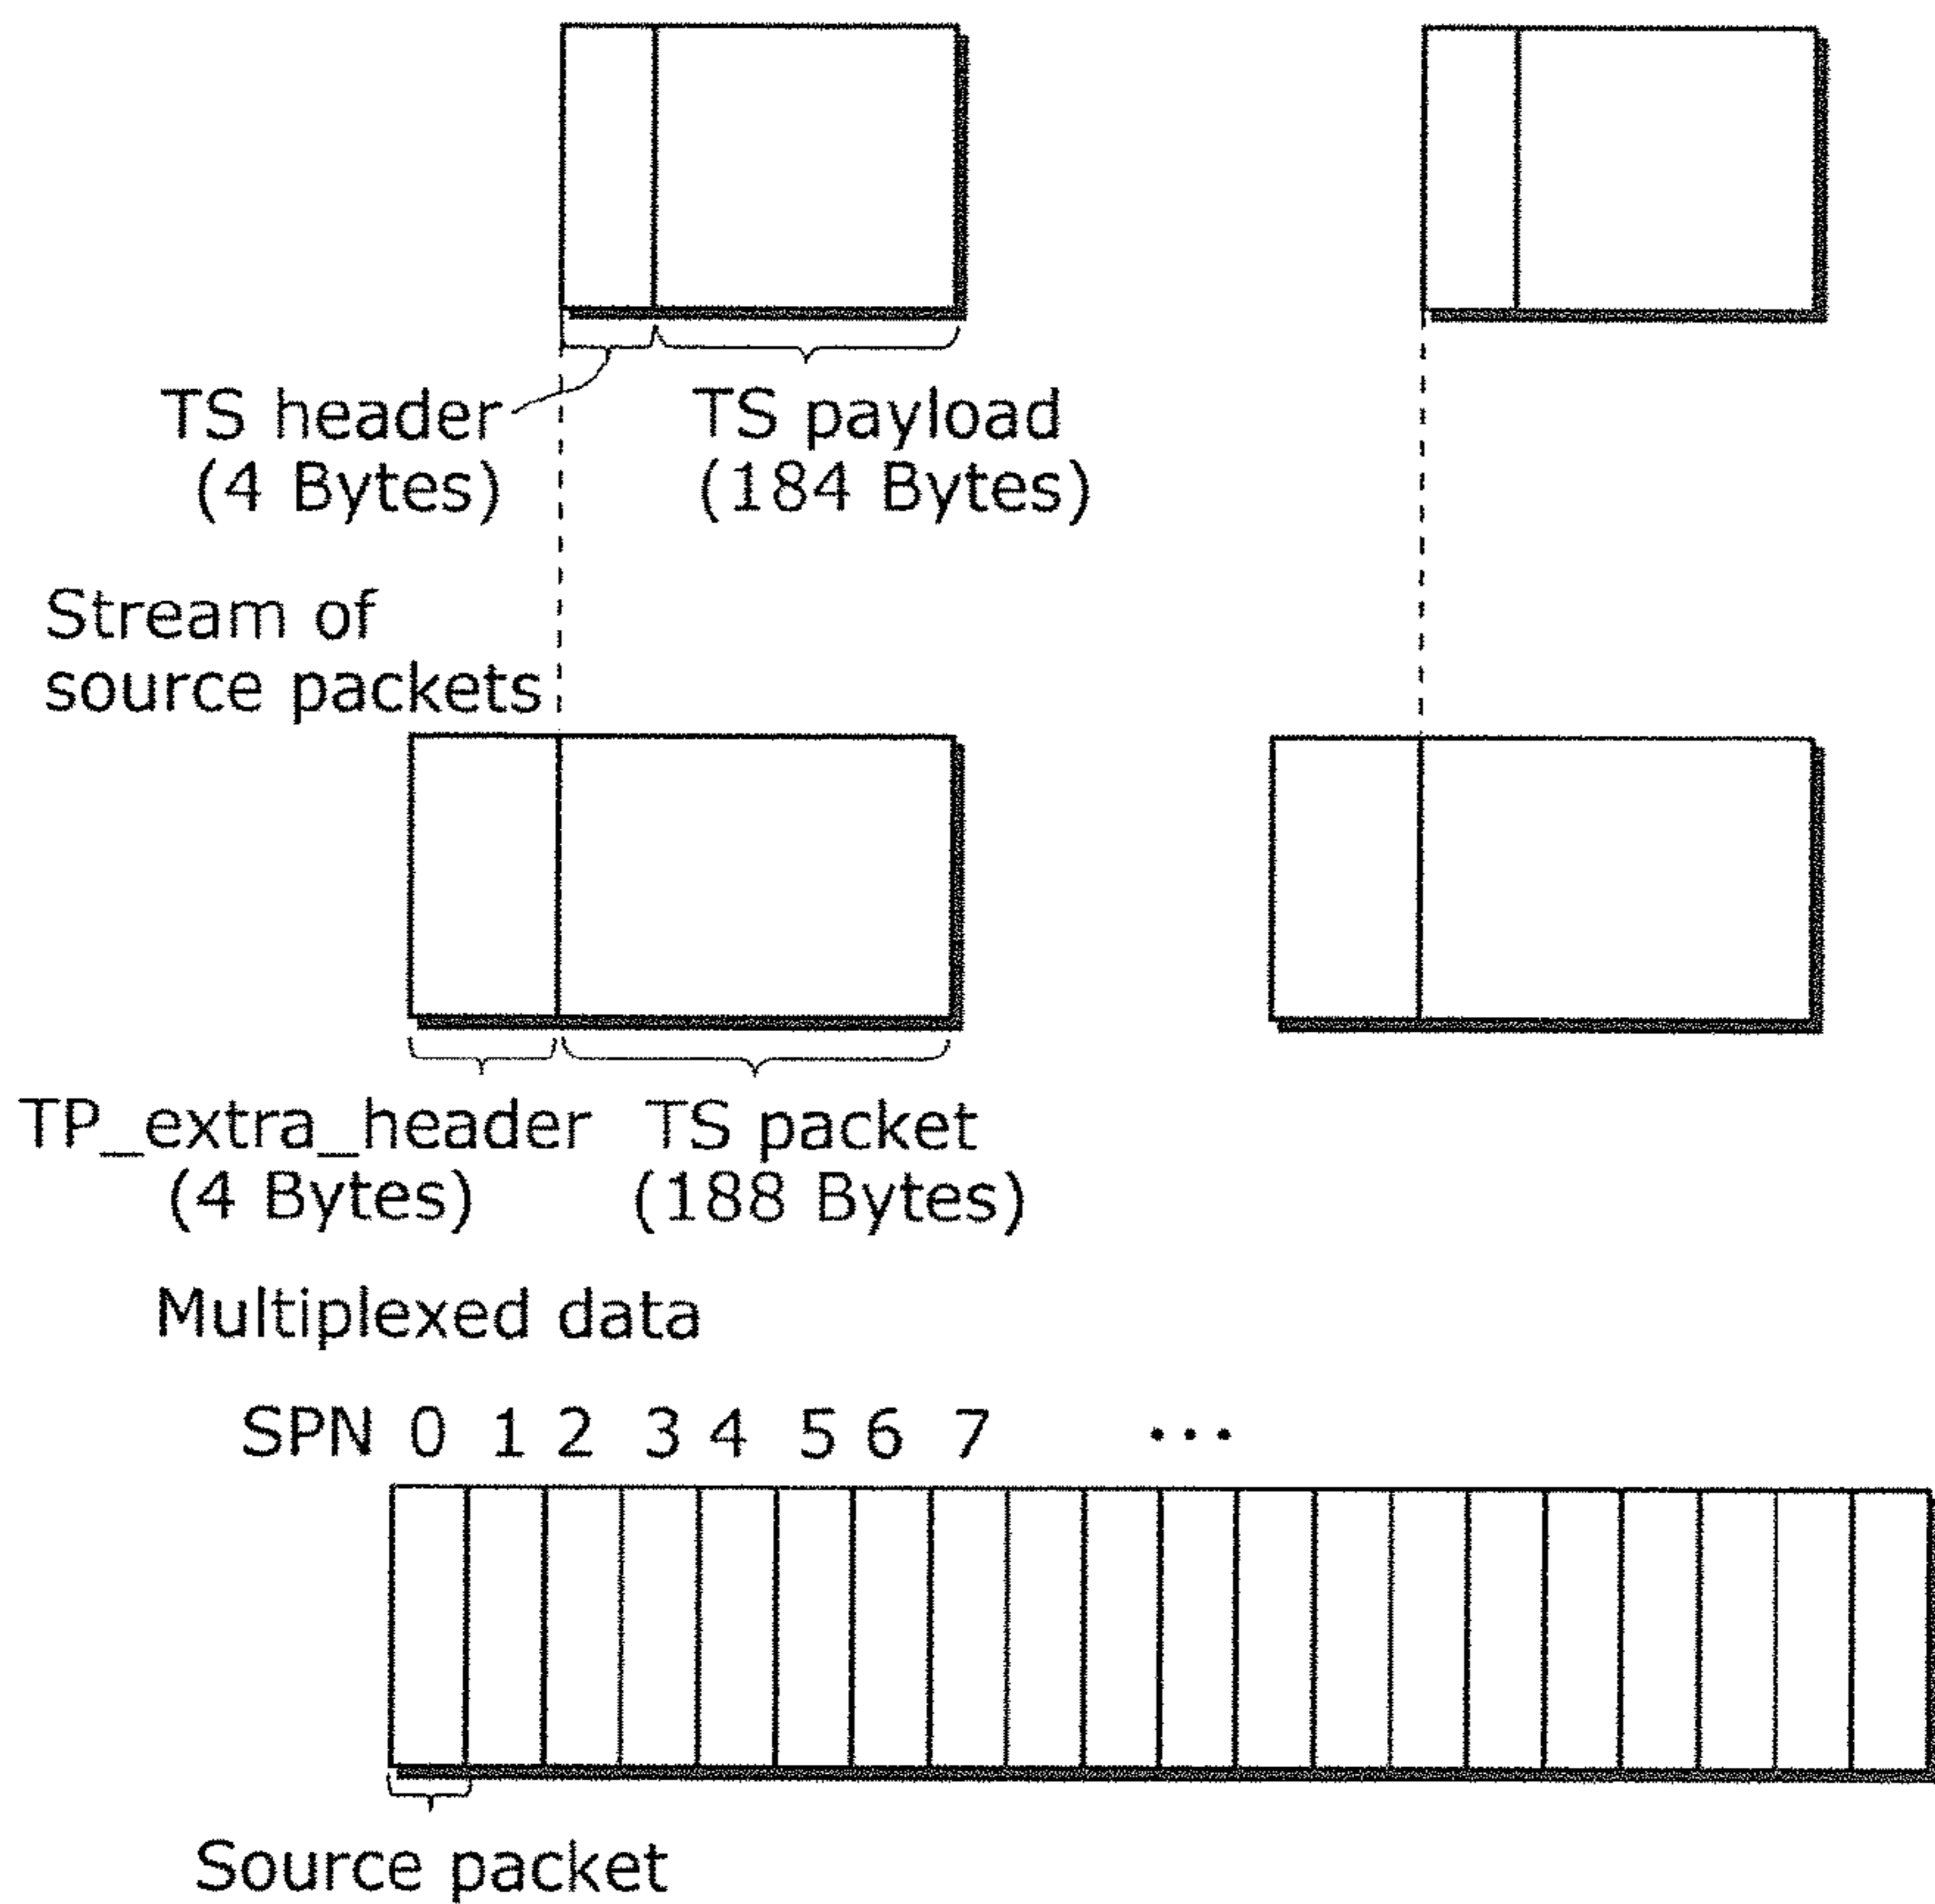 TS header
(4 Bytes)
TS payload
(184 Bytes)
Stream of
source packets
TP_extra_header
(4 Bytes)
TS packet
(188 Bytes)
Multiplexed data
SPN 0 1 2 3 4 5 6 7 ...
Source packet